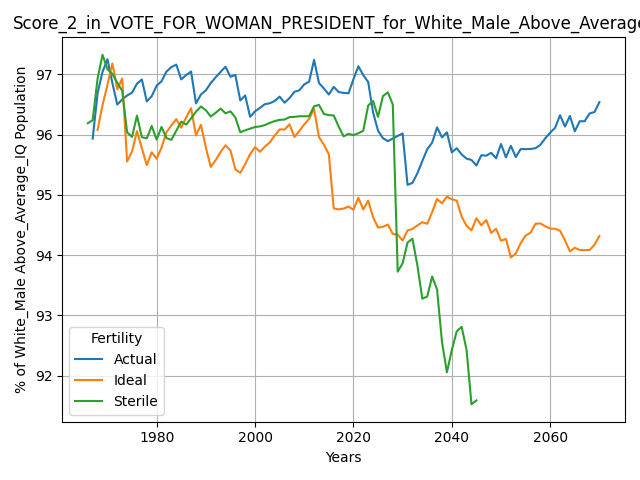 Score_2_in_VOTE_FOR_WOMAN_PRESIDENT_for_White_Male_Above_Average
% of White_Male Above_Average_IQ Population
97
96
95
94
93
92
Fertility
Actual
Ideal
Sterile
1980
2000
2020
2040
2060
Years